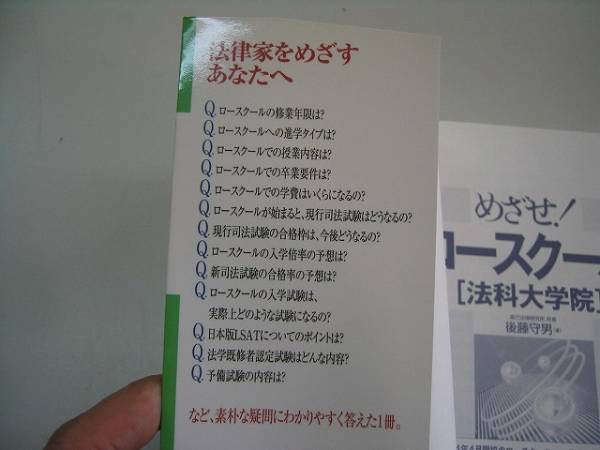 法律家をめざす
あなたへ
Q.ロースクールの修業年限は?
Q.ロースクールへの進学タイプは?
Q.ロースクールでの授業内容は?
Q.ロースクールでの卒業要件は?
Q.ロースクールでの学費はいくらになるの?
Q.ロースクールが始まると、現行司法試験はどうなるの?
Q.現行司法試験の合格枠は、今後どうなるの?
Q.ロースクールの入学倍率の予想は?
Q.新司法試験の合格率の予想は?
Q.ロースクールの入学試験は、
実際上どのような試験になるの?
Q.日本版LSATについてのポイントは?
Q.法学既修者認定試験はどんな内容?
Q.予備試験の内容は?
など、素朴な疑問にわかりやすく答えた1冊。
めざせ!
ロースクール
[法科大学院]
後藤守男